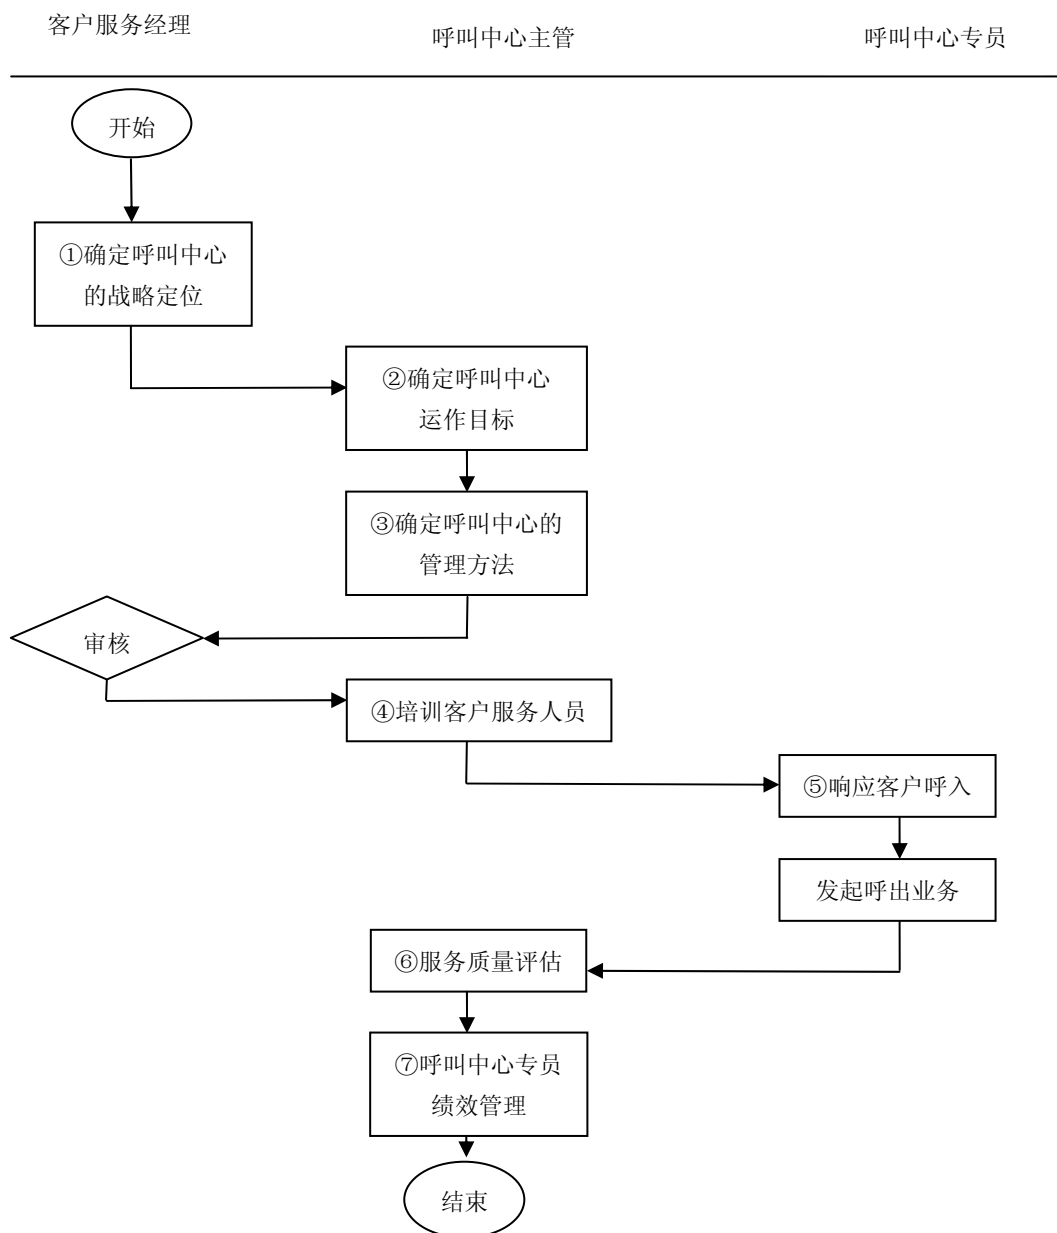 客户服务经理
呼叫中心主管
呼叫中心专员
开始
①确定呼叫中心
的战略定位
②确定呼叫中心
运作目标
③确定呼叫中心的
管理方法
审核
④培训客户服务人员
⑤响应客户呼入
发起呼出业务
⑥服务质量评估
⑦呼叫中心专员
绩效管理
结束